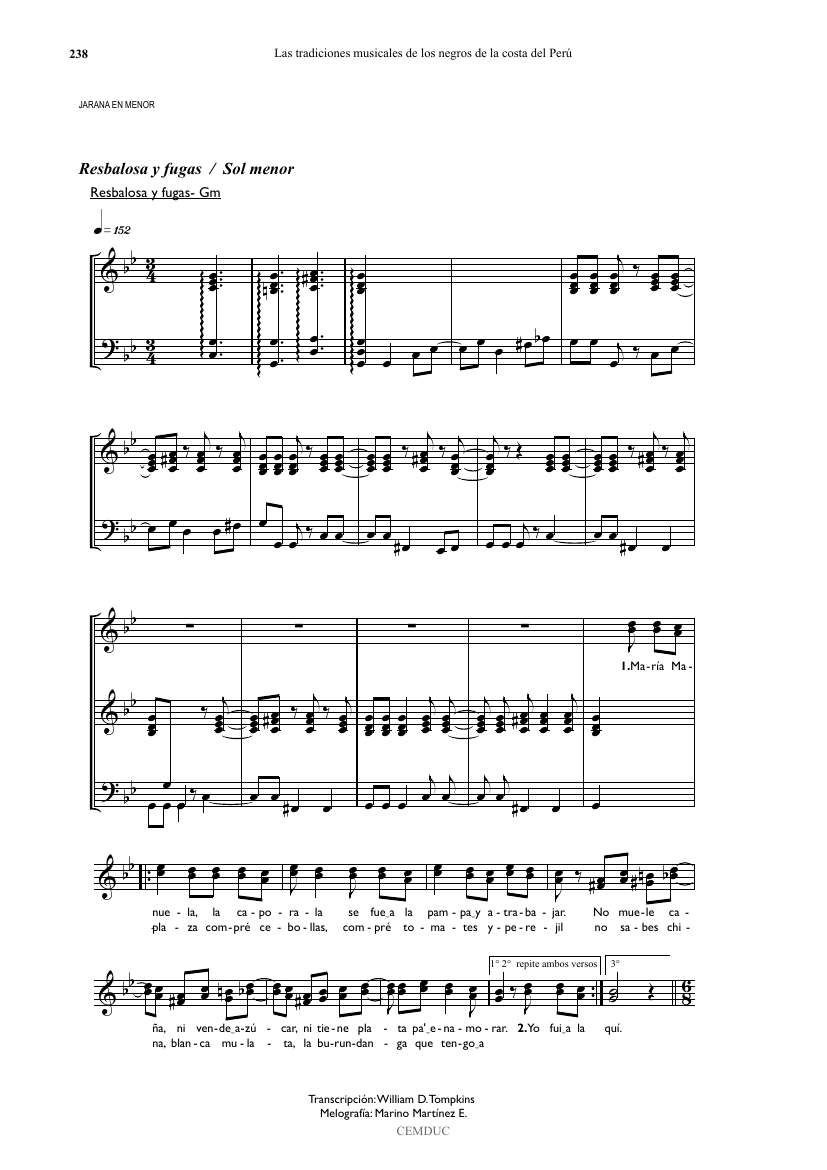 238
Las tradiciones musicales de los negros de la costa del Perú
JARANA EN MENOR
Resbalosa y fugas / Sol menor
Resbalosa y fugas- Gm
= 152
1.Ma-ría Ma-
nue - la, la ca - po - ra - la se fue_a la pam - pa_y a - tra - ba - jar. No mue - le ca -
pla - za com - pré ce - bo - llas, com - pré to - ma - tes y - pe - re - jil no sa - bes chi -
1° 2° repite ambos versos 3°
ña, ni ven - de_a - zú - car, ni tie - ne pla - ta pa'_e - na - mo - rar. 2.Yo fui_a la quí.
na, blan - ca mu - la - ta, la bu - run - dan - ga que ten - go_a
Transcripción: William D. Tompkins
Melografía: Marino Martínez E.
CEMDUC